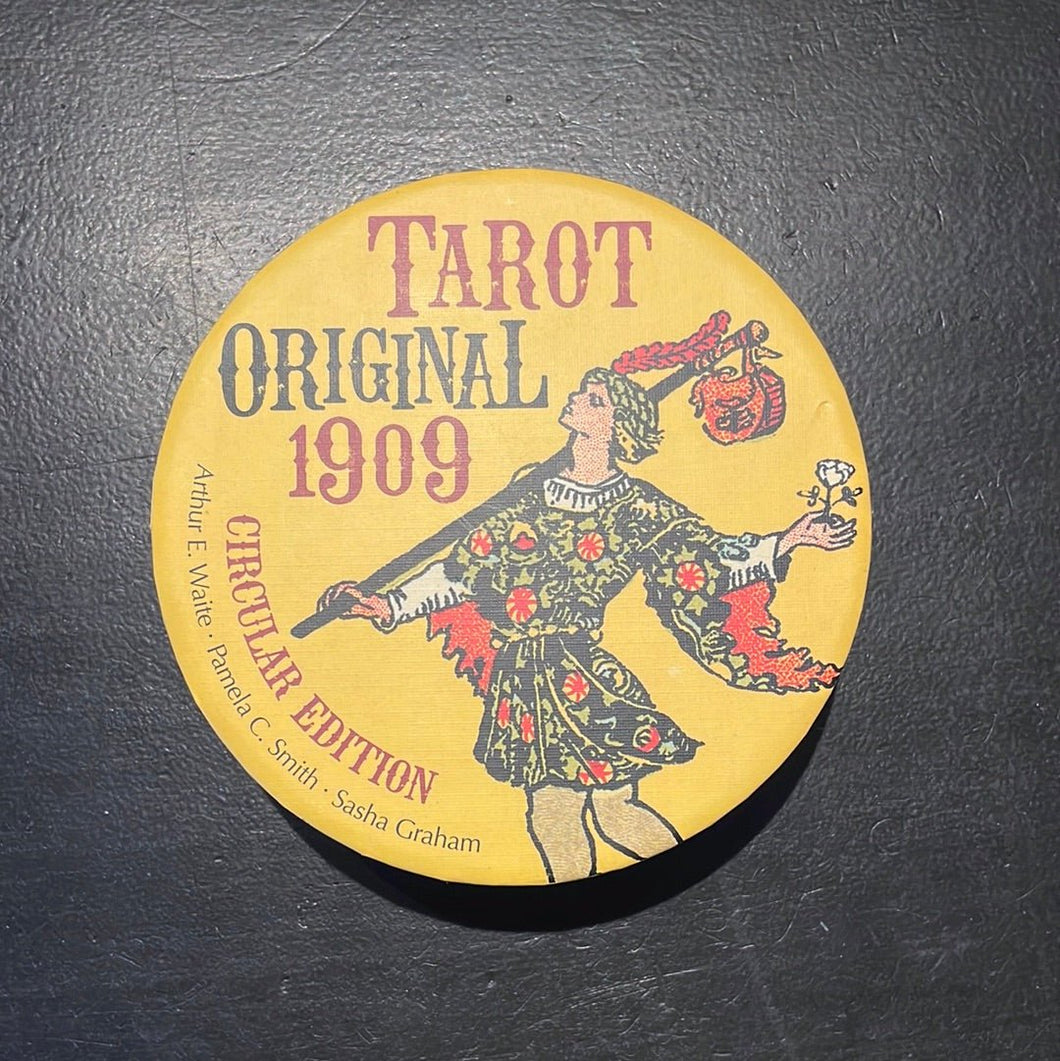 TAROT
ORIGINAL
1909
CIRCULAR EDITION
Arthur E. Waite · Pamela C. Smith · Sasha Graham